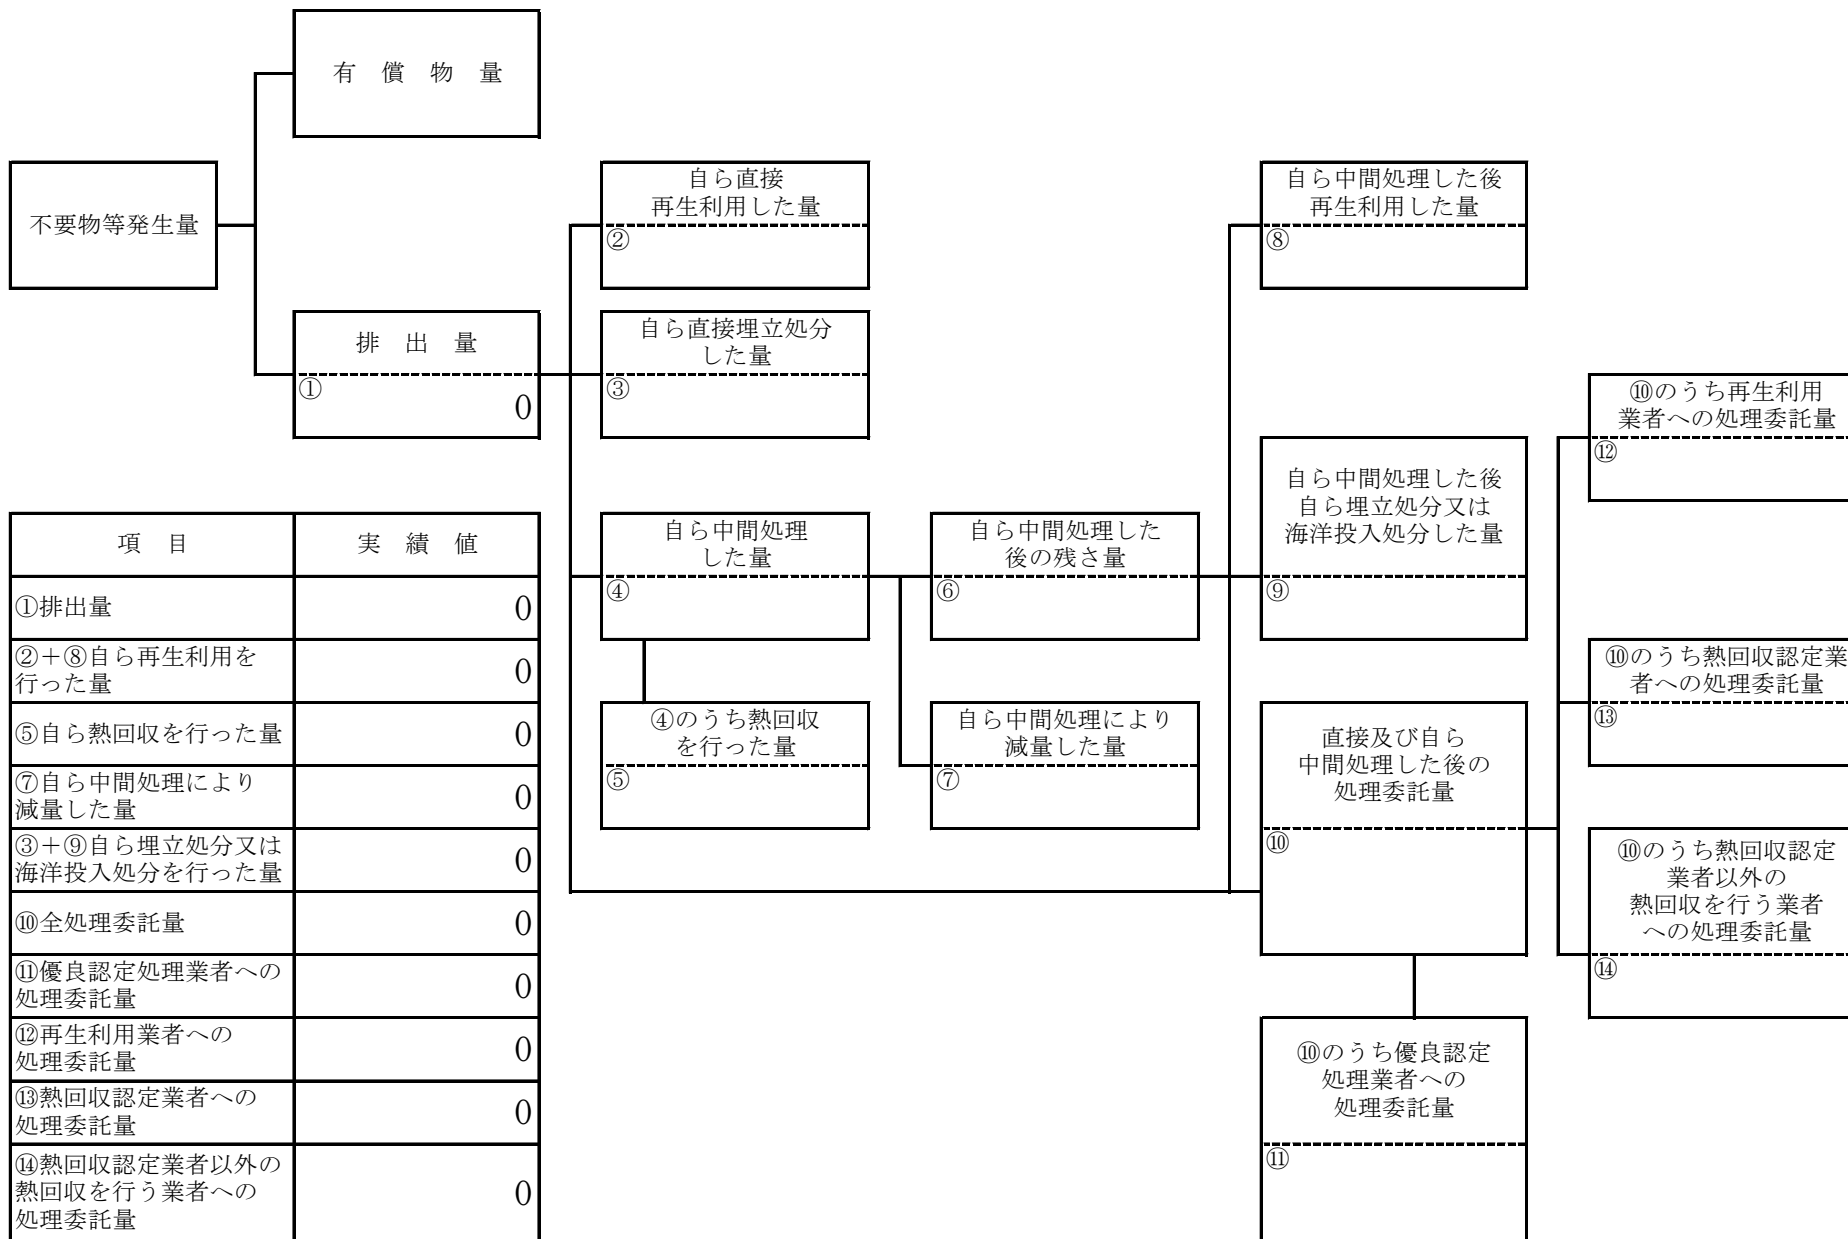 有 償 物 量
不要物等発生量
排 出 量
①
0
自ら直接
再生利用した量
②
自ら直接埋立処分
した量
③
自ら中間処理
した量
④
④のうち熱回収
を行った量
⑤
自ら中間処理した
後の残さ量
⑥
自ら中間処理により
減量した量
⑦
自ら中間処理した後
再生利用した量
⑧
自ら中間処理した後
自ら埋立処分又は
海洋投入処分した量
⑨
直接及び自ら
中間処理した後の
処理委託量
⑩
⑩のうち優良認定
処理業者への
処理委託量
⑪
⑩のうち再生利用
業者への処理委託量
⑫
⑩のうち熱回収認定業
者への処理委託量
⑬
⑩のうち熱回収認定
業者以外の
熱回収を行う業者
への処理委託量
⑭
項 目 実 績 値
①排出量 0
②+⑧自ら再生利用を
行った量 0
⑤自ら熱回収を行った量 0
⑦自ら中間処理により
減量した量 0
③+⑨自ら埋立処分又は
海洋投入処分を行った量 0
⑩全処理委託量 0
⑪優良認定処理業者への
処理委託量 0
⑫再生利用業者への
処理委託量 0
⑬熱回収認定業者への
処理委託量 0
⑭熱回収認定業者以外の
熱回収を行う業者への
処理委託量 0